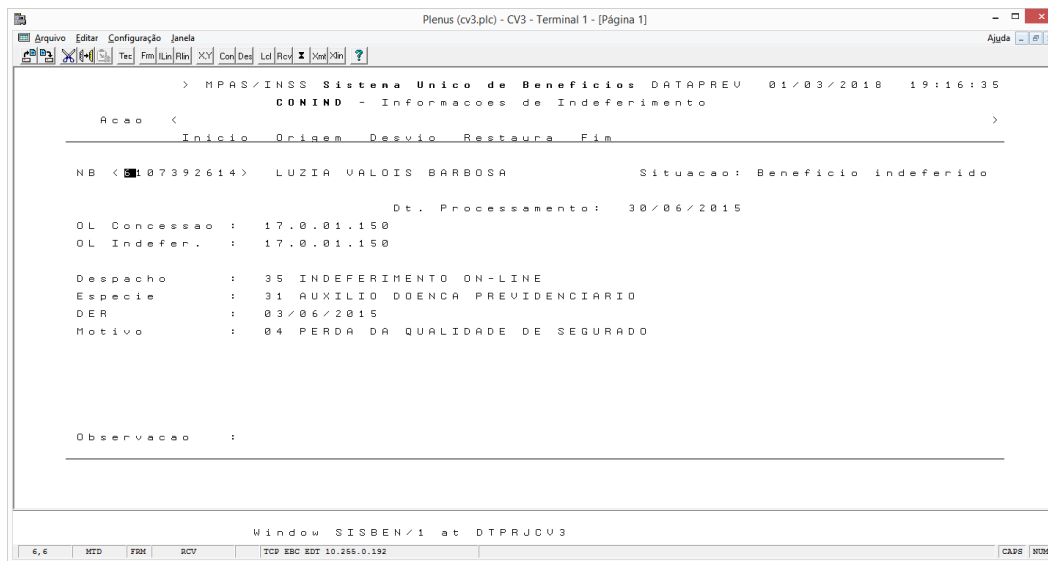 Plenus (cv3.plc) - CV3 - Terminal 1 - [Página 1]
Arquivo Editar Configuração Janela Ajuda
Tec Frm ILin Rlin X,Y Con Des Lcl Rcv Σ Xmt Xlin ?
> MPAS/INSS Sistema Unico de Beneficios DATAPREV 01/03/2018 19:16:35
CONIND - Informacoes de Indeferimento
Acao < >
Inicio Origem Desvio Restaura Fim
NB <6107392614> LUZIA VALOIS BARBOSA Situacao: Beneficio indeferido
Dt. Processamento: 30/06/2015
OL Concessao : 17.0.01.150
OL Indefer. : 17.0.01.150
Despacho : 35 INDEFERIMENTO ON-LINE
Especie : 31 AUXILIO DOENCA PREVIDENCIARIO
DER : 03/06/2015
Motivo : 04 PERDA DA QUALIDADE DE SEGURADO
Observacao :
Window SISBEN/1 at DTPRJCV3
6,6 MTD FRM RCV TCP EBC EDT 10.255.0.192 CAPS NUM